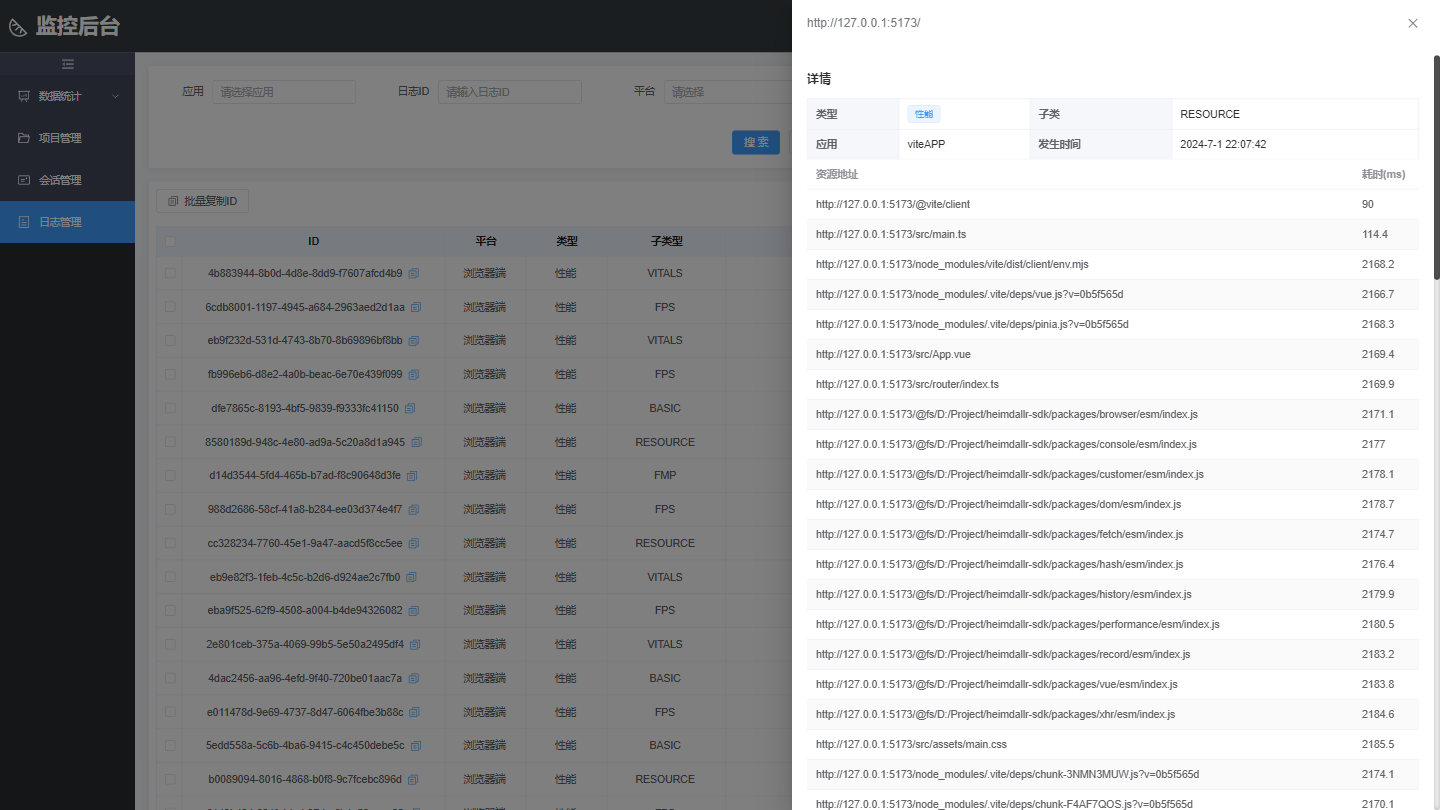 监控后台
数据统计
项目管理
会话管理
日志管理
应用 请选择应用 日志ID 请输入日志ID 平台 请选择
搜 索
批量复制ID
ID 平台 类型 子类型
4b883944-8b0d-4d8e-8dd9-f7607afcd4b9 浏览器端 性能 VITALS
6cdb8001-1197-4945-a684-2963aed2d1aa 浏览器端 性能 FPS
eb9f232d-531d-4743-8b70-8b69896bf8bb 浏览器端 性能 VITALS
fb996eb6-d8e2-4a0b-beac-6e70e439f099 浏览器端 性能 FPS
dfe7865c-8193-4bf5-9839-f9333fc41150 浏览器端 性能 BASIC
8580189d-948c-4e80-ad9a-5c20a8d1a945 浏览器端 性能 RESOURCE
d14d3544-5fd4-465b-b7ad-f8c90648d3fe 浏览器端 性能 FMP
988d2686-58cf-41a8-b284-ee03d374e4f7 浏览器端 性能 FPS
cc328234-7760-45e1-9a47-aacd5f8cc5ee 浏览器端 性能 RESOURCE
eb9e82f3-1feb-4c5c-b2d6-d924ae2c7fb0 浏览器端 性能 VITALS
eba9f525-62f9-4508-a004-b4de94326082 浏览器端 性能 FPS
2e801ceb-375a-4069-99b5-5e50a2495df4 浏览器端 性能 VITALS
4dac2456-aa96-4efd-9f40-720be01aac7a 浏览器端 性能 BASIC
e011478d-9e69-4737-8d47-6064fbe3b88c 浏览器端 性能 FPS
5edd558a-5c6b-4ba6-9415-c4c450debe5c 浏览器端 性能 BASIC
b0089094-8016-4868-b0f8-9c7fcebc896d 浏览器端 性能 RESOURCE
http://127.0.0.1:5173/
详情
类型 性能 子类 RESOURCE
应用 viteAPP 发生时间 2024-7-1 22:07:42
资源地址 耗时(ms)
http://127.0.0.1:5173/@vite/client 90
http://127.0.0.1:5173/src/main.ts 114.4
http://127.0.0.1:5173/node_modules/vite/dist/client/env.mjs 2168.2
http://127.0.0.1:5173/node_modules/.vite/deps/vue.js?v=0b5f565d 2166.7
http://127.0.0.1:5173/node_modules/.vite/deps/pinia.js?v=0b5f565d 2168.3
http://127.0.0.1:5173/src/App.vue 2169.4
http://127.0.0.1:5173/src/router/index.ts 2169.9
http://127.0.0.1:5173/@fs/D:/Project/heimdallr-sdk/packages/browser/esm/index.js 2171.1
http://127.0.0.1:5173/@fs/D:/Project/heimdallr-sdk/packages/console/esm/index.js 2177
http://127.0.0.1:5173/@fs/D:/Project/heimdallr-sdk/packages/customer/esm/index.js 2178.1
http://127.0.0.1:5173/@fs/D:/Project/heimdallr-sdk/packages/dom/esm/index.js 2178.7
http://127.0.0.1:5173/@fs/D:/Project/heimdallr-sdk/packages/fetch/esm/index.js 2174.7
http://127.0.0.1:5173/@fs/D:/Project/heimdallr-sdk/packages/hash/esm/index.js 2176.4
http://127.0.0.1:5173/@fs/D:/Project/heimdallr-sdk/packages/history/esm/index.js 2179.9
http://127.0.0.1:5173/@fs/D:/Project/heimdallr-sdk/packages/performance/esm/index.js 2180.5
http://127.0.0.1:5173/@fs/D:/Project/heimdallr-sdk/packages/record/esm/index.js 2183.2
http://127.0.0.1:5173/@fs/D:/Project/heimdallr-sdk/packages/vue/esm/index.js 2183.8
http://127.0.0.1:5173/@fs/D:/Project/heimdallr-sdk/packages/xhr/esm/index.js 2184.6
http://127.0.0.1:5173/src/assets/main.css 2185.5
http://127.0.0.1:5173/node_modules/.vite/deps/chunk-3NMN3MUW.js?v=0b5f565d 2174.1
http://127.0.0.1:5173/node_modules/.vite/deps/chunk-F4AF7QOS.js?v=0b5f565d 2170.1